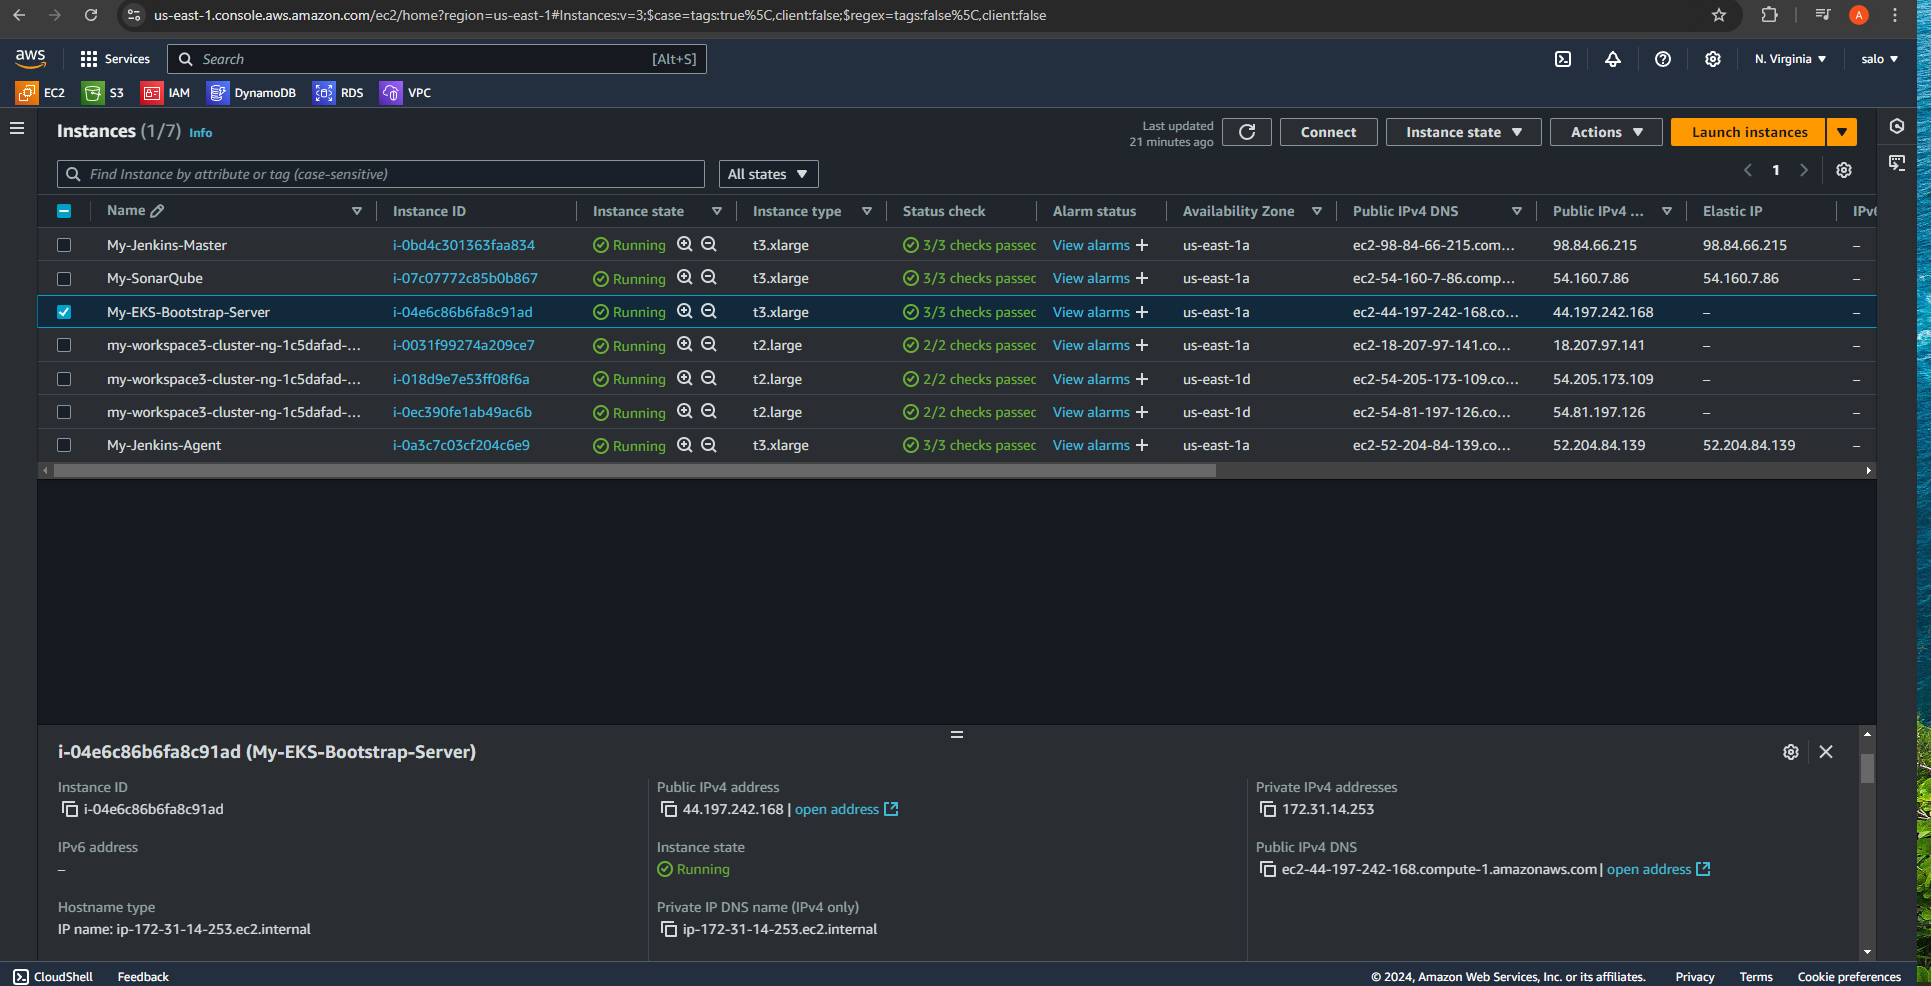 us-east-1.console.aws.amazon.com/ec2/home?region=us-east-1#Instances:v=3;$case=tags:true%5C,client:false;$regex=tags:false%5C,client:false
A
aws Services Search [Alt+S] N. Virginia salo
EC2 S3 IAM DynamoDB RDS VPC
Instances (1/7) Info
Last updated
21 minutes ago
Connect Instance state Actions Launch instances
Find Instance by attribute or tag (case-sensitive) All states 1
Name Instance ID Instance state Instance type Status check Alarm status Availability Zone Public IPv4 DNS Public IPv4 ... Elastic IP IPv6
My-Jenkins-Master i-0bd4c301363faa834 Running t3.xlarge 3/3 checks passed View alarms + us-east-1a ec2-98-84-66-215.com... 98.84.66.215 98.84.66.215 –
My-SonarQube i-07c07772c85b0b867 Running t3.xlarge 3/3 checks passed View alarms + us-east-1a ec2-54-160-7-86.comp... 54.160.7.86 54.160.7.86 –
My-EKS-Bootstrap-Server i-04e6c86b6fa8c91ad Running t3.xlarge 3/3 checks passed View alarms + us-east-1a ec2-44-197-242-168.co... 44.197.242.168 – –
my-workspace3-cluster-ng-1c5dafad-... i-0031f99274a209ce7 Running t2.large 2/2 checks passed View alarms + us-east-1a ec2-18-207-97-141.co... 18.207.97.141 – –
my-workspace3-cluster-ng-1c5dafad-... i-018d9e7e53ff08f6a Running t2.large 2/2 checks passed View alarms + us-east-1d ec2-54-205-173-109.co... 54.205.173.109 – –
my-workspace3-cluster-ng-1c5dafad-... i-0ec390fe1ab49ac6b Running t2.large 2/2 checks passed View alarms + us-east-1d ec2-54-81-197-126.co... 54.81.197.126 – –
My-Jenkins-Agent i-0a3c7c03cf204c6e9 Running t3.xlarge 3/3 checks passed View alarms + us-east-1a ec2-52-204-84-139.co... 52.204.84.139 52.204.84.139 –
i-04e6c86b6fa8c91ad (My-EKS-Bootstrap-Server)
Instance ID Public IPv4 address Private IPv4 addresses
i-04e6c86b6fa8c91ad 44.197.242.168 | open address 172.31.14.253
IPv6 address Instance state Public IPv4 DNS
– Running ec2-44-197-242-168.compute-1.amazonaws.com | open address
Hostname type Private IP DNS name (IPv4 only)
IP name: ip-172-31-14-253.ec2.internal ip-172-31-14-253.ec2.internal
CloudShell Feedback © 2024, Amazon Web Services, Inc. or its affiliates. Privacy Terms Cookie preferences